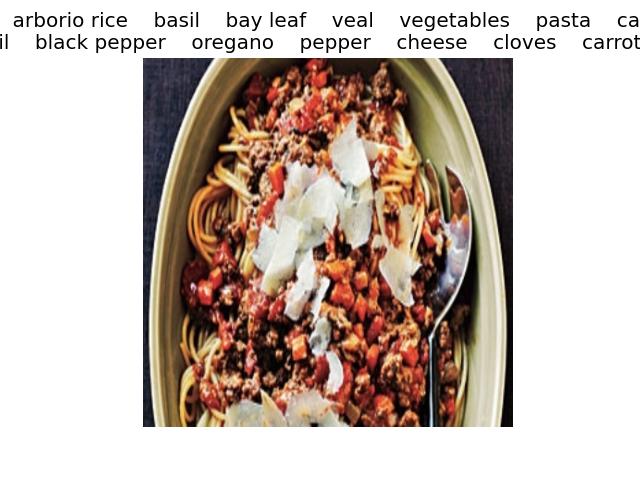 arborio rice basil bay leaf veal vegetables pasta
black pepper oregano pepper cheese cloves carrot